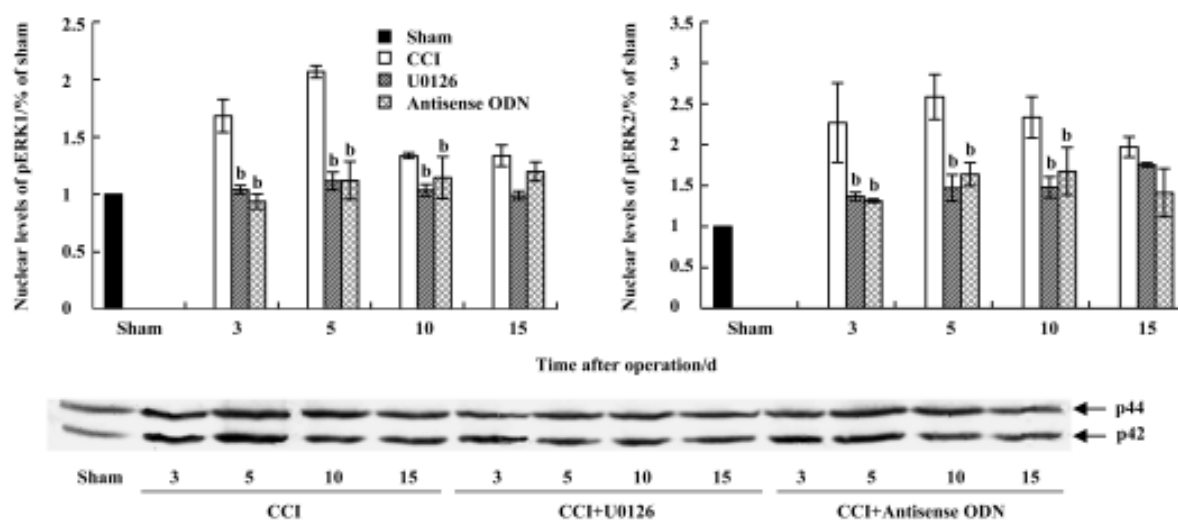 Nuclear levels of pERK1/% of sham
2.5
2
1.5
1
0.5
0
Sham
CCI
U0126
Antisense ODN
b b
b b
b b
Sham 3 5 10 15
Nuclear levels of pERK2/% of sham
3.5
3
2.5
2
1.5
1
0.5
0
b b
b b
b b
Sham 3 5 10 15
Time after operation/d
p44
p42
Sham 3 5 10 15 3 5 10 15 3 5 10 15
CCI CCI+U0126 CCI+Antisense ODN